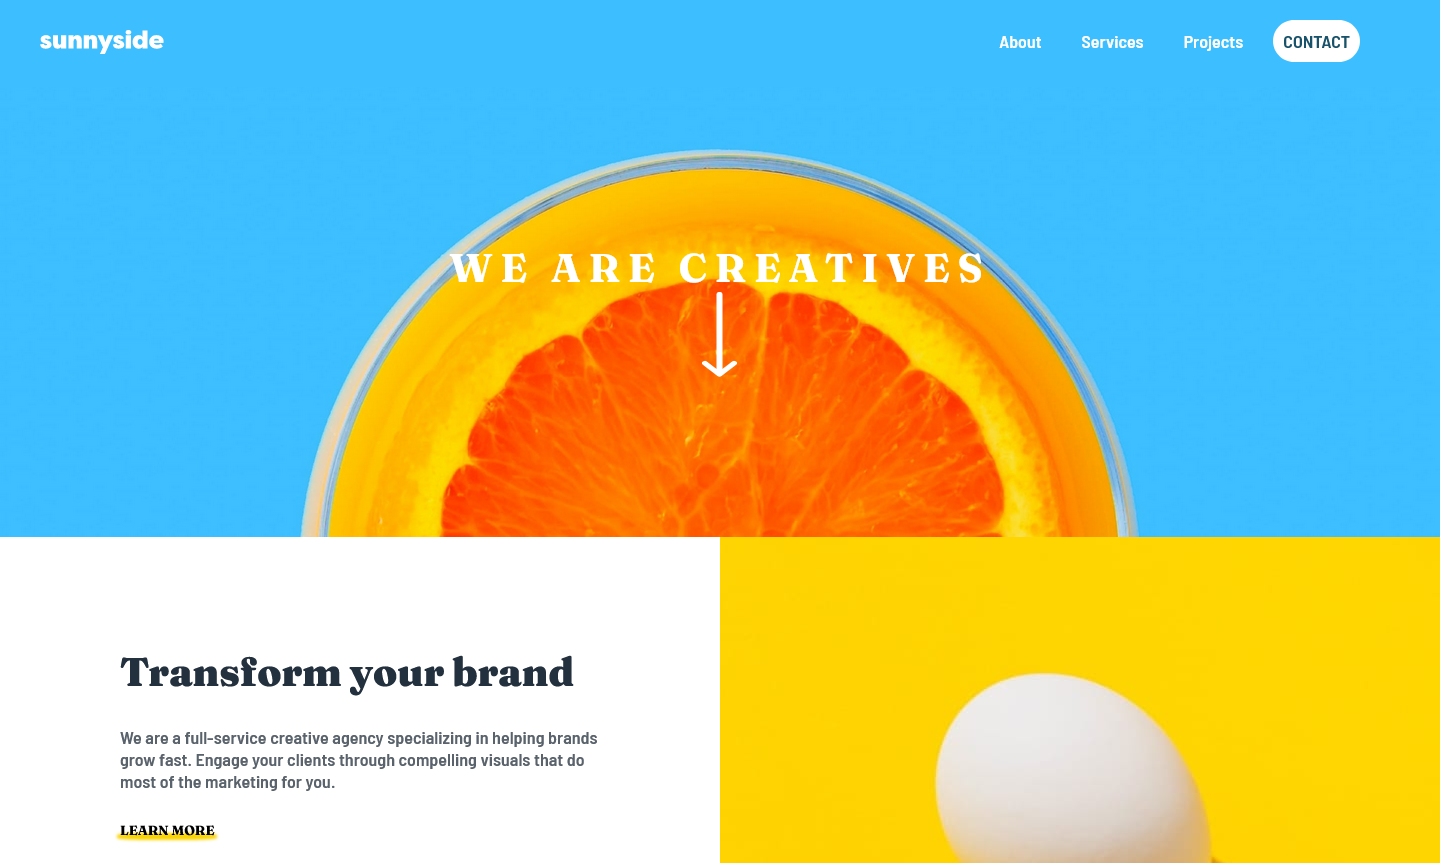 sunnyside
About
Services
Projects
CONTACT
WE ARE CREATIVES
Transform your brand
We are a full-service creative agency specializing in helping brands
grow fast. Engage your clients through compelling visuals that do
most of the marketing for you.
LEARN MORE